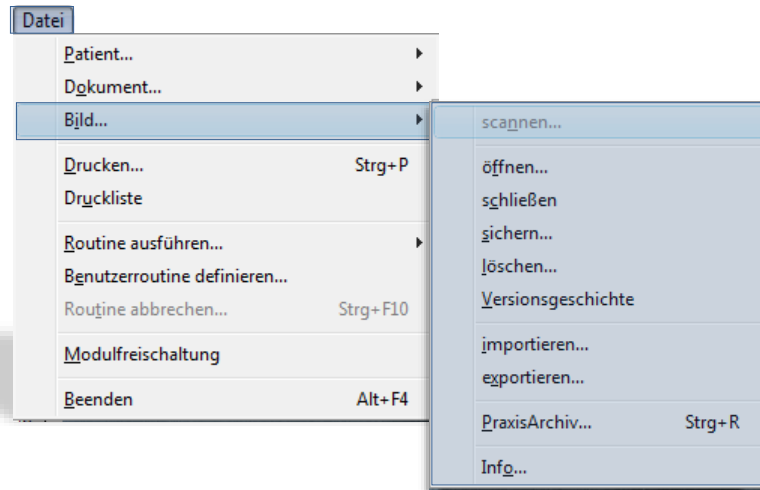 Datei
Patient...
Dokument...
Bild...
Drucken... Strg+P
Druckliste
Routine ausführen...
Benutzerroutine definieren...
Routine abbrechen... Strg+F10
Modulfreischaltung
Beenden Alt+F4
scannen...
öffnen...
schließen
sichern...
löschen...
Versionsgeschichte
importieren...
exportieren...
PraxisArchiv... Strg+R
Info...